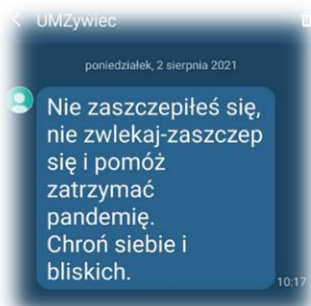 UMZywiec
poniedziałek, 2 sierpnia 2021
Nie zaszczepiłeś się,
nie zwlekaj-zaszczep
się i pomóż
zatrzymać
pandemię.
Chroń siebie i
bliskich.
10:17